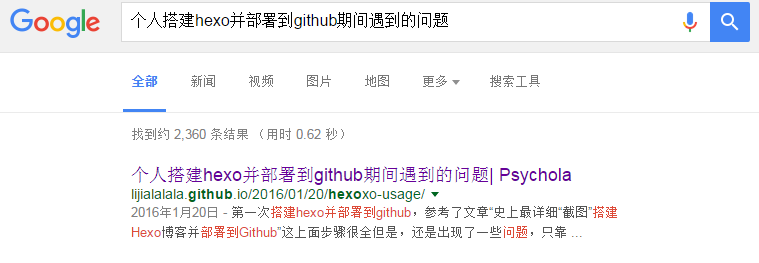 Google 个人搭建hexo并部署到github期间遇到的问题
全部 新闻 视频 图片 地图 更多 搜索工具
找到约 2,360 条结果 （用时 0.62 秒）
个人搭建hexo并部署到github期间遇到的问题| Psychola
lijialalala.github.io/2016/01/20/hexoxo-usage/
2016年1月20日 - 第一次搭建hexo并部署到github，参考了文章“史上最详细“截图”搭建
Hexo博客并部署到Github”这上面步骤很全但是，还是出现了一些问题，只靠 ...